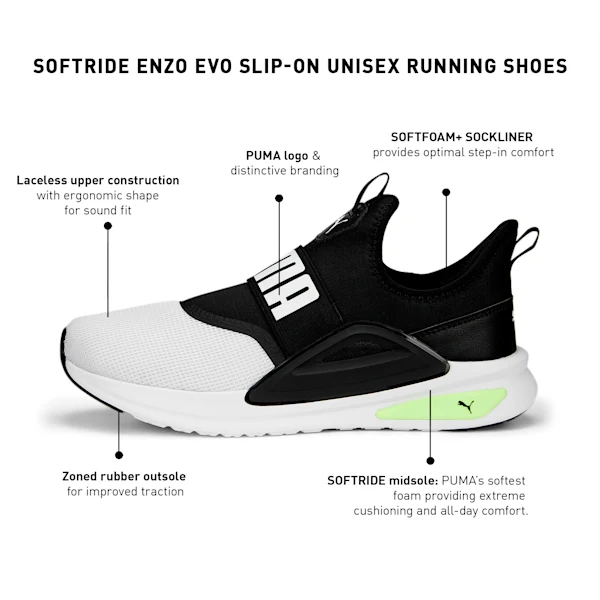 SOFTRIDE ENZO EVO SLIP-ON UNISEX RUNNING SHOES
SOFTFOAM+ SOCKLINER
provides optimal step-in comfort
PUMA logo &
distinctive branding
Laceless upper construction
with ergonomic shape
for sound fit
MA
Zoned rubber outsole
for improved traction
SOFTRIDE midsole: PUMA's softest
foam providing extreme
cushioning and all-day comfort.